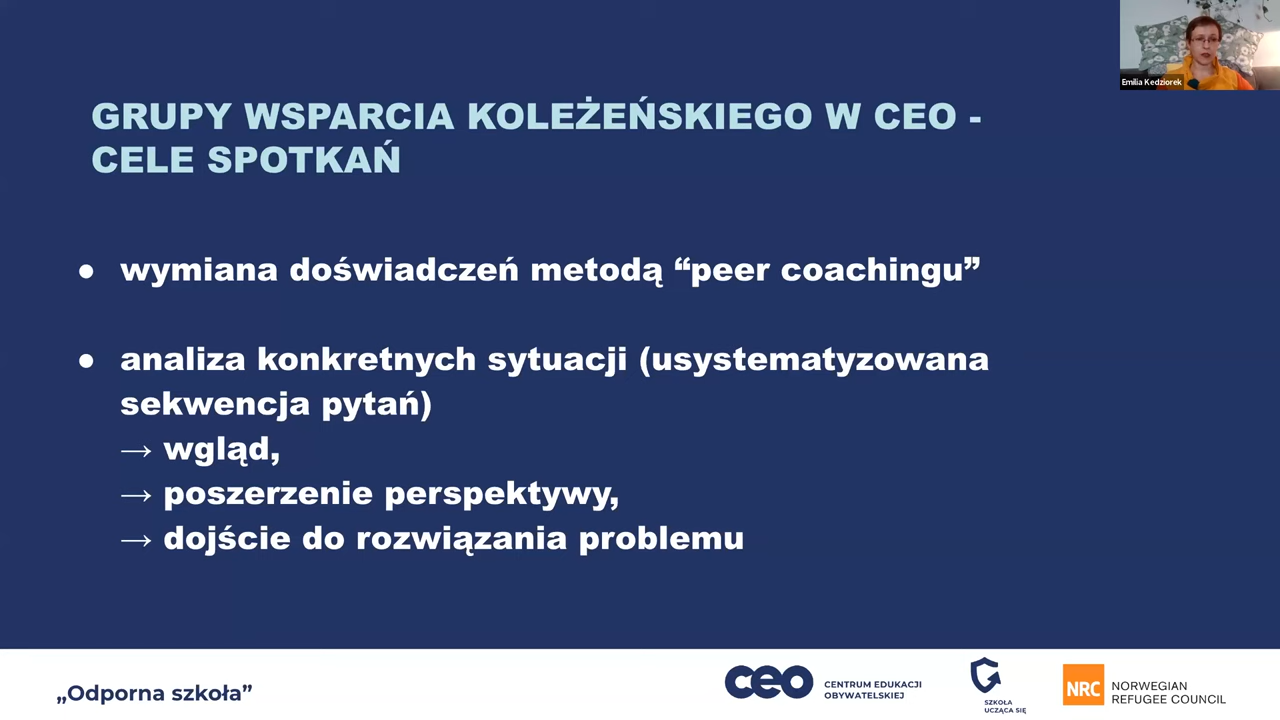 Emilia Kedziorek
GRUPY WSPARCIA KOLEŻEŃSKIEGO W CEO -
CELE SPOTKAŃ
● wymiana doświadczeń metodą “peer coachingu”
● analiza konkretnych sytuacji (usystematyzowana
sekwencja pytań)
→ wgląd,
→ poszerzenie perspektywy,
→ dojście do rozwiązania problemu
„Odporna szkoła”
ceo
CENTRUM EDUKACJI
OBYWATELSKIEJ
SZKOŁA
UCZĄCA SIĘ
NRC
NORWEGIAN
REFUGEE COUNCIL